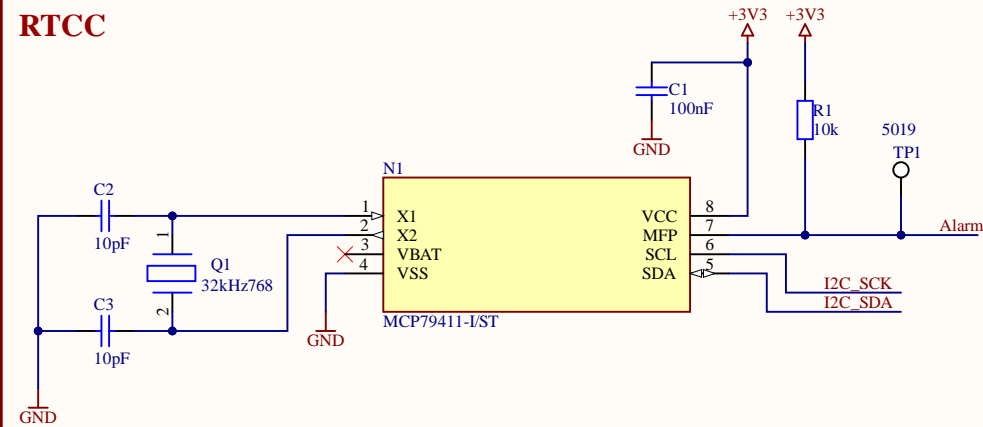 RTCC
+3V3 +3V3
C1
100nF
GND
R1
10k
5019
TP1
N1
C2
10pF
1
2
Q1
32kHz768
C3
10pF
GND
1 X1
2 X2
3 VBAT
4 VSS
GND
VCC 8
MFP 7
SCL 6
SDA 5
MCP79411-I/ST
Alarm
I2C_SCK
I2C_SDA